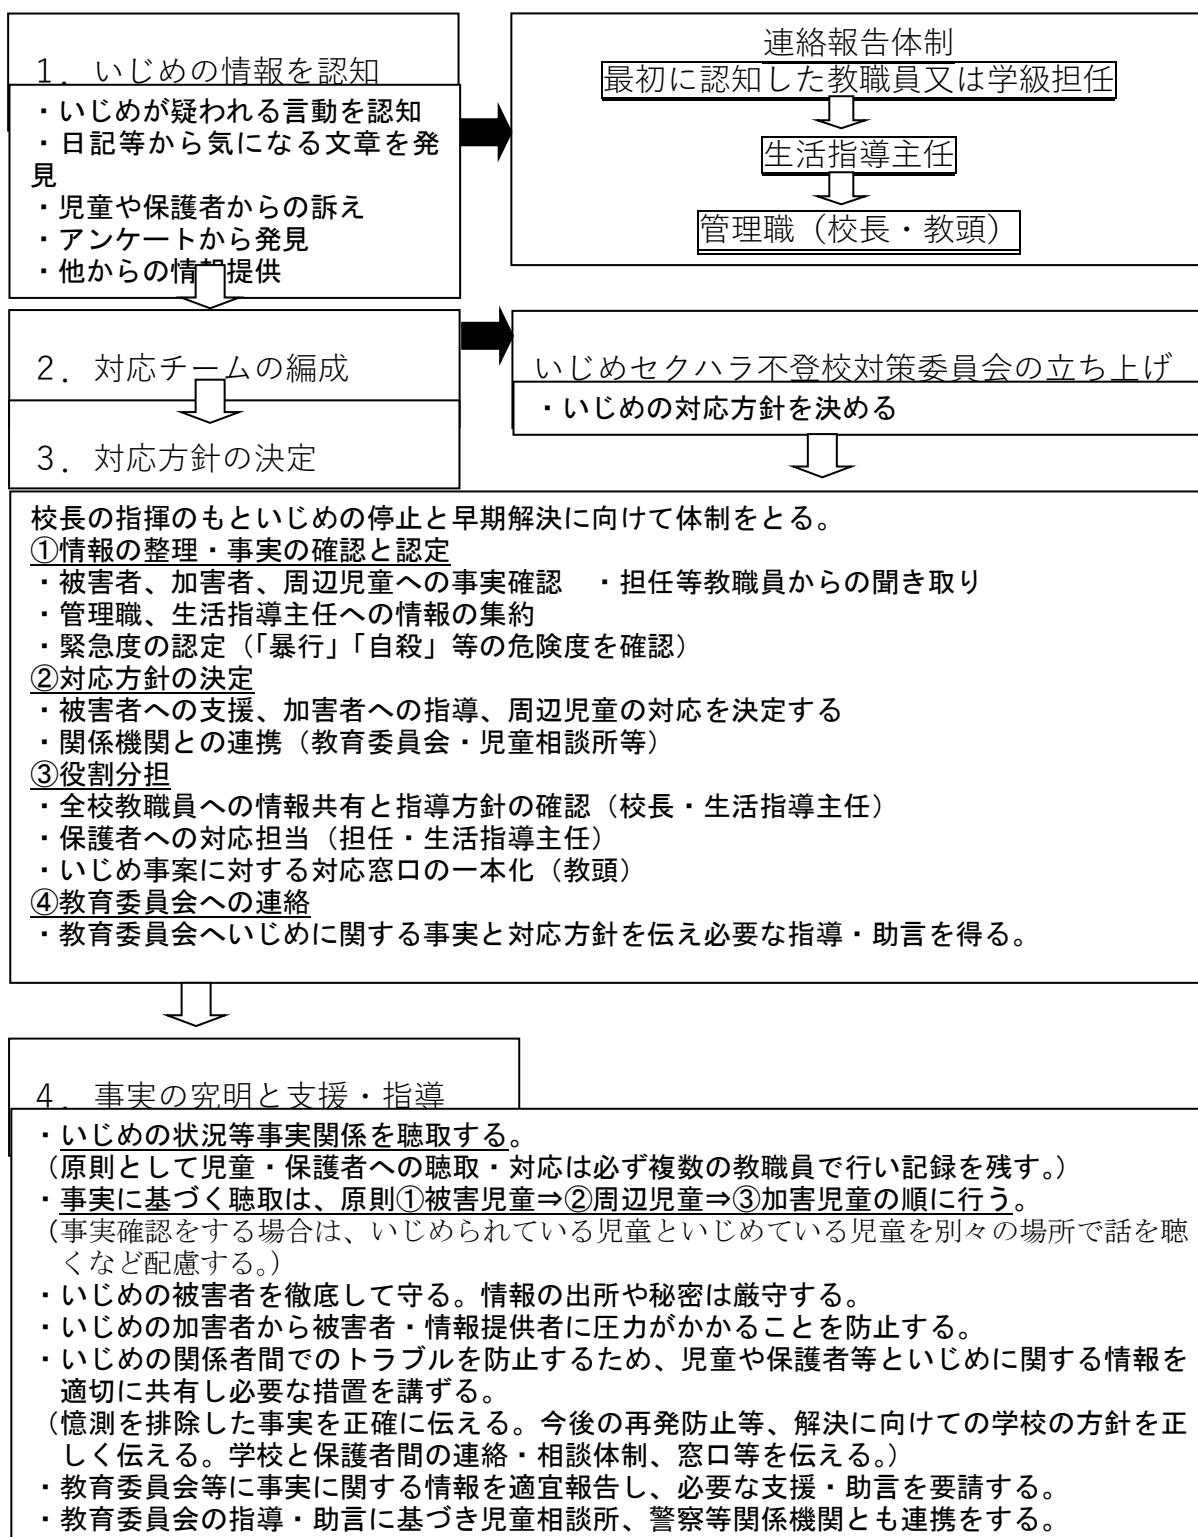 １．いじめの情報を認知
・いじめが疑われる言動を認知
・日記等から気になる文章を発
見
・児童や保護者からの訴え
・アンケートから発見
・他からの情報提供
連絡報告体制
最初に認知した教職員又は学級担任
生活指導主任
管理職（校長・教頭）
２．対応チームの編成
いじめセクハラ不登校対策委員会の立ち上げ
・いじめの対応方針を決める
３．対応方針の決定
校長の指揮のもといじめの停止と早期解決に向けて体制をとる。
①情報の整理・事実の確認と認定
・被害者、加害者、周辺児童への事実確認　・担任等教職員からの聞き取り
・管理職、生活指導主任への情報の集約
・緊急度の認定（「暴行」「自殺」等の危険度を確認）
②対応方針の決定
・被害者への支援、加害者への指導、周辺児童の対応を決定する
・関係機関との連携（教育委員会・児童相談所等）
③役割分担
・全校教職員への情報共有と指導方針の確認（校長・生活指導主任）
・保護者への対応担当（担任・生活指導主任）
・いじめ事案に対する対応窓口の一本化（教頭）
④教育委員会への連絡
・教育委員会へいじめに関する事実と対応方針を伝え必要な指導・助言を得る。
４．事実の究明と支援・指導
・いじめの状況等事実関係を聴取する。
（原則として児童・保護者への聴取・対応は必ず複数の教職員で行い記録を残す。）
・事実に基づく聴取は、原則①被害児童⇒②周辺児童⇒③加害児童の順に行う。
（事実確認をする場合は、いじめられている児童といじめている児童を別々の場所で話を聴
くなど配慮する。）
・いじめの被害者を徹底して守る。情報の出所や秘密は厳守する。
・いじめの加害者から被害者・情報提供者に圧力がかかることを防止する。
・いじめの関係者間でのトラブルを防止するため、児童や保護者等といじめに関する情報を
適切に共有し必要な措置を講ずる。
（憶測を排除した事実を正確に伝える。今後の再発防止等、解決に向けての学校の方針を正
しく伝える。学校と保護者間の連絡・相談体制、窓口等を伝える。）
・教育委員会等に事実に関する情報を適宜報告し、必要な支援・助言を要請する。
・教育委員会の指導・助言に基づき児童相談所、警察等関係機関とも連携をする。